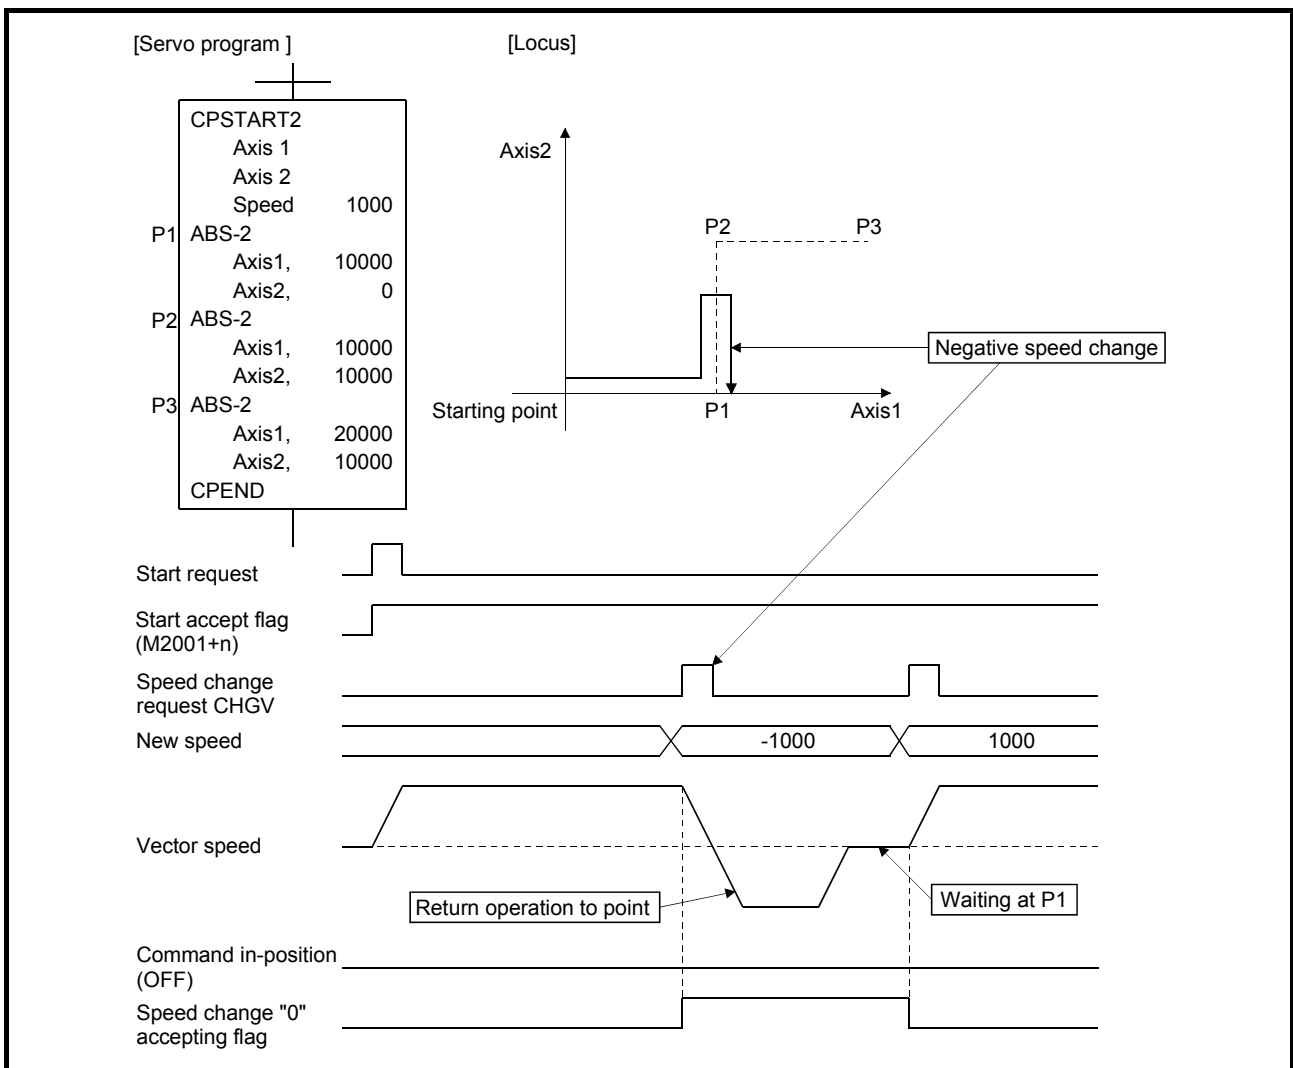 [Servo program ]
[Locus]
CPSTART2
Axis 1
Axis 2
Speed 1000
P1 ABS-2
Axis1, 10000
Axis2, 0
P2 ABS-2
Axis1, 10000
Axis2, 10000
P3 ABS-2
Axis1, 20000
Axis2, 10000
CPEND
Axis2
P2 P3
Negative speed change
Starting point P1 Axis1
Start request
Start accept flag
(M2001+n)
Speed change
request CHGV
New speed -1000 1000
Vector speed
Return operation to point
Waiting at P1
Command in-position
(OFF)
Speed change "0"
accepting flag